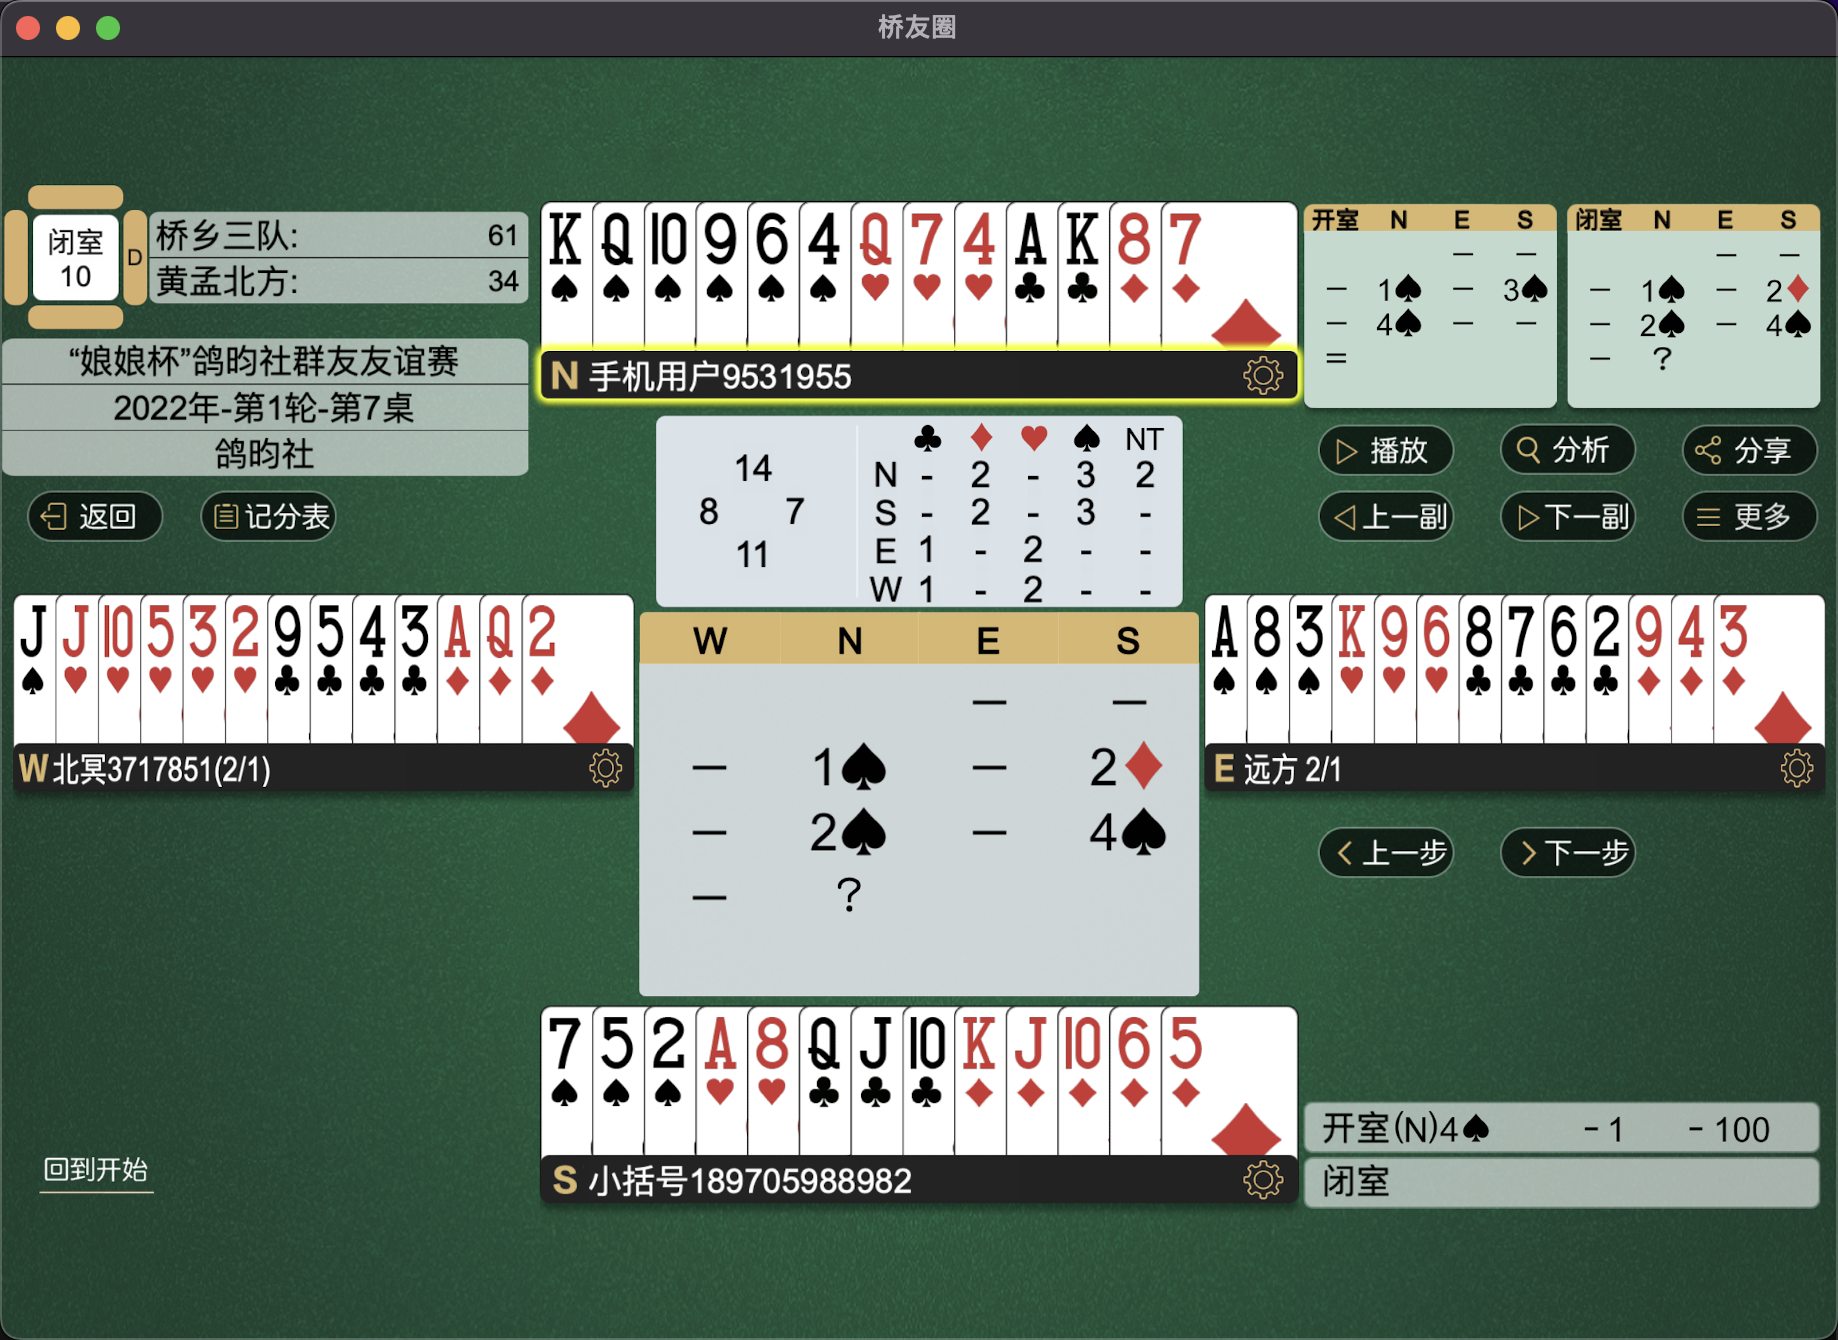 桥友圈
闭室
10
D
桥乡三队: 61
黄孟北方: 34
“娘娘杯”鸽昀社群友友谊赛
2022年-第1轮-第7桌
鸽昀社
返回
记分表
K Q 10 9 6 4 Q 7 4 A K 8 7
♠ ♠ ♠ ♠ ♠ ♠ ♥ ♥ ♥ ♣ ♣ ♦ ♦
N 手机用户9531955
开室 N E S
— —
— 1♠ — 3♠
— 4♠ — —
=
闭室 N E S
— —
— 1♠ — 2♦
— 2♠ — 4♠
— ?
播放
分析
分享
上一副
下一副
更多
14
8 7
11
♣ ♦ ♥ ♠ NT
N - 2 - 3 2
S - 2 - 3 -
E 1 - 2 - -
W 1 - 2 - -
J J 10 5 3 2 9 5 4 3 A Q 2
♠ ♥ ♥ ♥ ♥ ♥ ♣ ♣ ♣ ♣ ♦ ♦ ♦
W 北冥3717851(2/1)
W N E S
— —
— 1♠ — 2♦
— 2♠ — 4♠
— ?
A 8 3 K 9 6 8 7 6 2 9 4 3
♠ ♠ ♠ ♥ ♥ ♥ ♣ ♣ ♣ ♣ ♦ ♦ ♦
E 远方 2/1
上一步
下一步
7 5 2 A 8 Q J 10 K J 10 6 5
♠ ♠ ♠ ♥ ♥ ♣ ♣ ♣ ♦ ♦ ♦ ♦ ♦
S 小括号189705988982
回到开始
开室(N)4♠ -1 -100
闭室